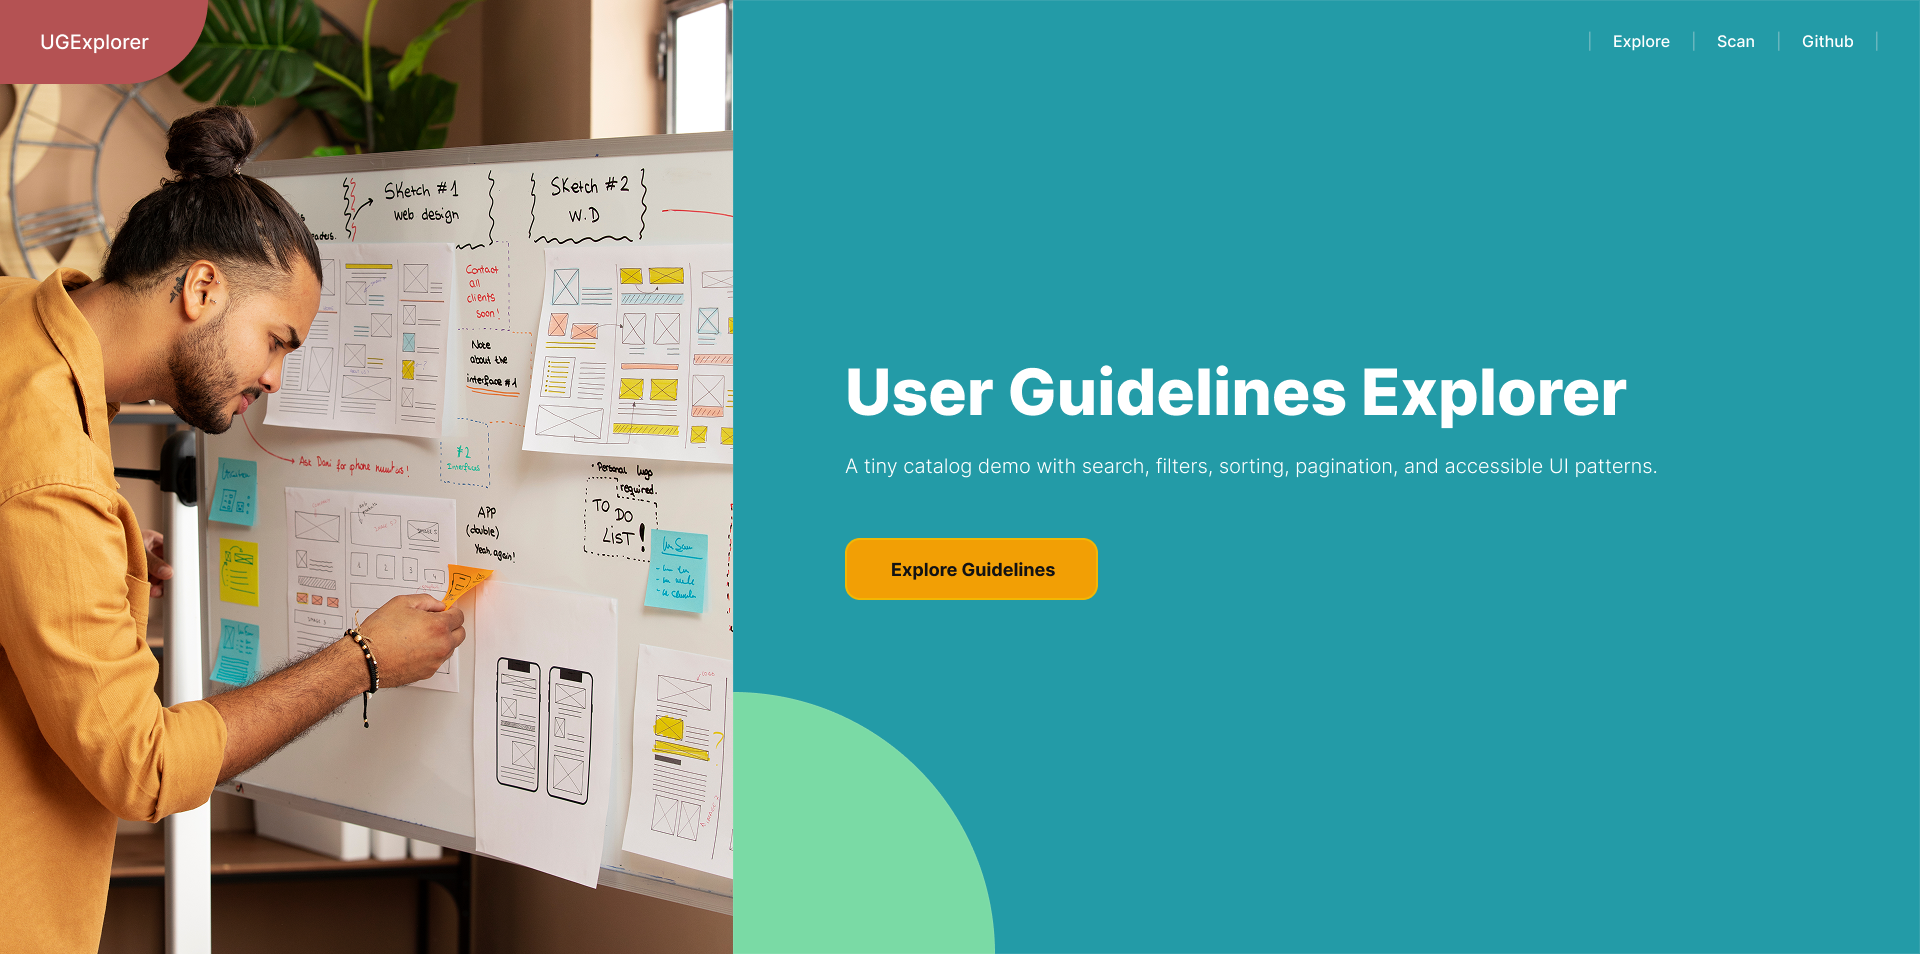 UGExplorer
Explore
Scan
Github
Sketch #1
web design
Sketch #2
W.D
Contact
all
clients
soon!
Note
about the
interface #1
Ask Dani for phone
#2
Interfaces
Personal logo
required.
TO DO
LiST!
APP
(double)
Yeah, again!
User Guidelines Explorer
A tiny catalog demo with search, filters, sorting, pagination, and accessible UI patterns.
Explore Guidelines